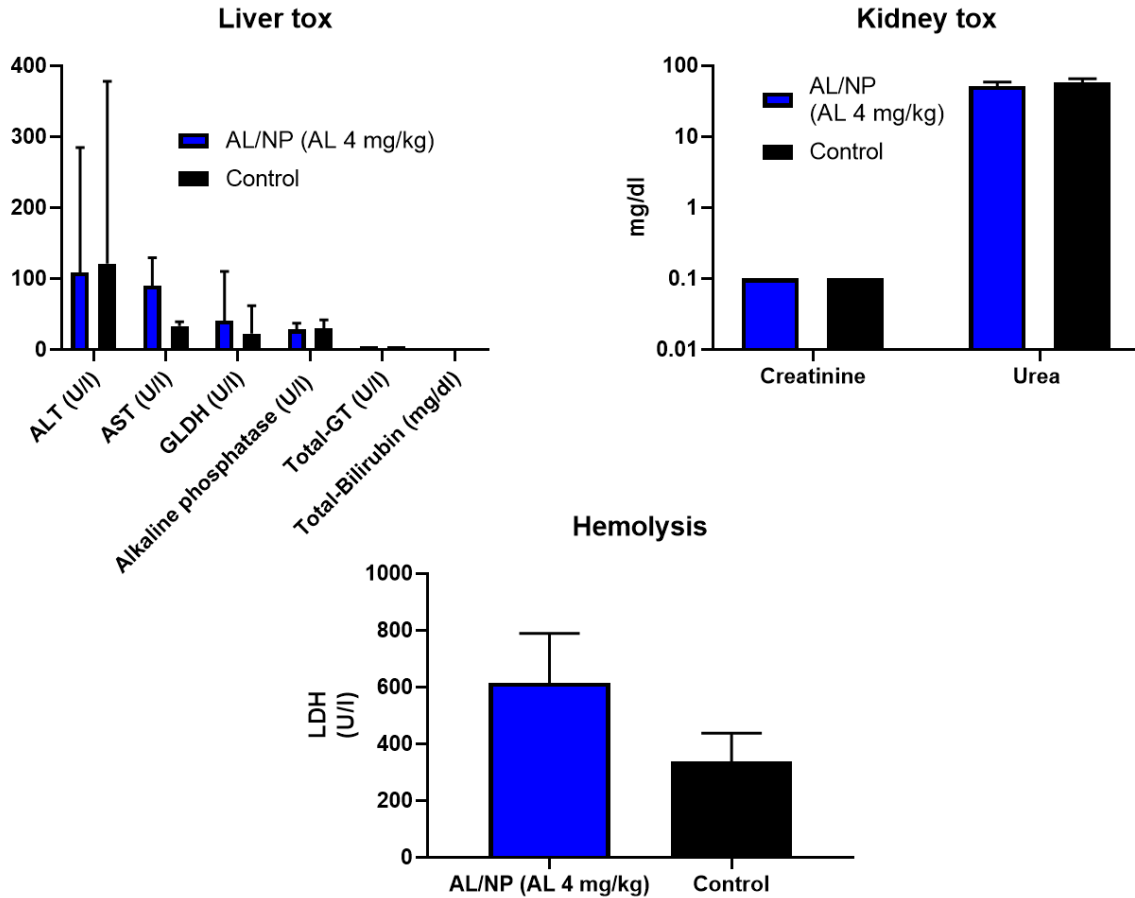 Liver tox
400
300
200
100
0
AL/NP (AL 4 mg/kg)
Control
ALT (U/l)
AST (U/l)
GLDH (U/l)
Alkaline phosphatase (U/l)
Total-GT (U/l)
Total-Bilirubin (mg/dl)
Kidney tox
mg/dl
100
10
1
0.1
0.01
AL/NP
(AL 4 mg/kg)
Control
Creatinine
Urea
Hemolysis
LDH
(U/l)
1000
800
600
400
200
0
AL/NP (AL 4 mg/kg)
Control